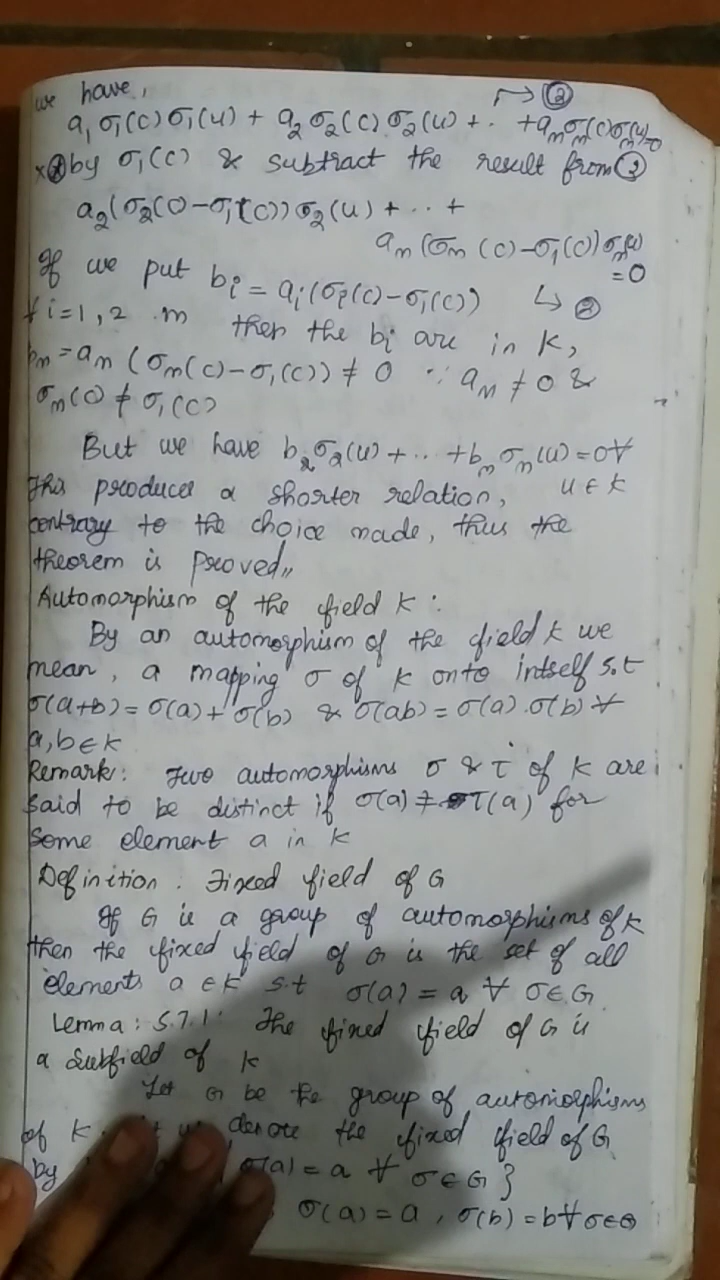 we have, → ②
a₁σ₁(c)σ₁(u) + a₂σ₂(c)σ₂(u) + .. + aₘσₘ(c)σₘ(u)=0
by σ₁(c) & subtract the result from
a₂(σ₂(c)-σ₁(c))σ₂(u) + .. +
aₘ(σₘ(c)-σ₁(c))σₘ(u)
=0
If we put bᵢ = aᵢ(σᵢ(c)-σ₁(c)) ↳ ③
∀ i=1,2 .m then the bᵢ are in K,
bₘ = aₘ (σₘ(c)-σ₁(c)) ≠ 0 ∵ aₘ ≠ 0 &
σₘ(c) ≠ σ₁(c)
But we have b₂σ₂(u) + .. + bₘσₘ(u) = 0 ∀
This produces a shorter relation, u ∈ K
contrary to the choice made, thus the
theorem is proved,,
Automorphism of the field K :
By an automorphism of the field K we
mean, a mapping σ of K onto intself s.t
σ(a+b) = σ(a) + σ(b) & σ(ab) = σ(a).σ(b) ∀
a,b ∈ K
Remark: Two automorphisms σ & τ of K are
said to be distinct if σ(a) ≠ τ(a) for
some element a in K
Definition : Fixed field of G
If G is a group of automorphisms of K
then the fixed field of G is the set of all
elements a ∈ K s.t σ(a) = a ∀ σ ∈ G.
Lemma : 5.7.1: The fixed field of G is
a subfield of K
Let G be the group of automorphisms
of K. denote the fixed field of G
by σ(a) = a ∀ σ ∈ G }
σ(a) = a, σ(b) = b ∀ σ ∈ G